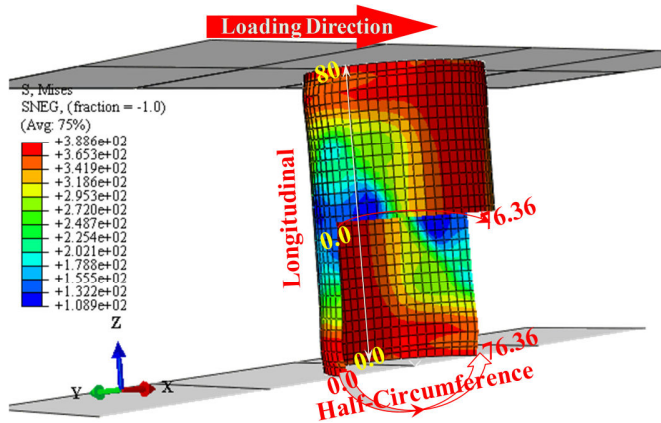 Loading Direction
S, Mises
SNEG, (fraction = -1.0)
(Avg: 75%)
+3.886e+02
+3.653e+02
+3.419e+02
+3.186e+02
+2.953e+02
+2.720e+02
+2.487e+02
+2.254e+02
+2.021e+02
+1.788e+02
+1.555e+02
+1.322e+02
+1.089e+02
80
Longitudinal
0.0
76.36
0.0
0.0
76.36
Half-Circumference
Z
Y
X